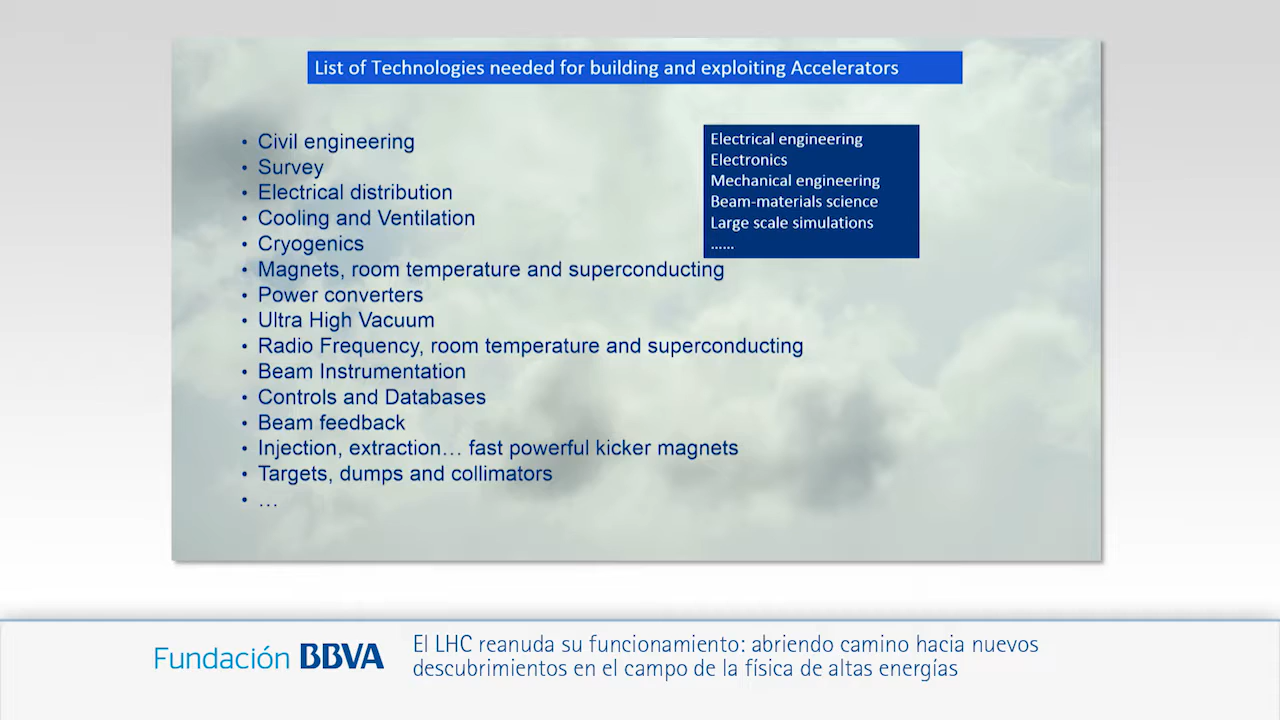 List of Technologies needed for building and exploiting Accelerators
• Civil engineering
• Survey
• Electrical distribution
• Cooling and Ventilation
• Cryogenics
• Magnets, room temperature and superconducting
• Power converters
• Ultra High Vacuum
• Radio Frequency, room temperature and superconducting
• Beam Instrumentation
• Controls and Databases
• Beam feedback
• Injection, extraction… fast powerful kicker magnets
• Targets, dumps and collimators
• …
Electrical engineering
Electronics
Mechanical engineering
Beam-materials science
Large scale simulations
......
Fundación BBVA
El LHC reanuda su funcionamiento: abriendo camino hacia nuevos
descubrimientos en el campo de la física de altas energías